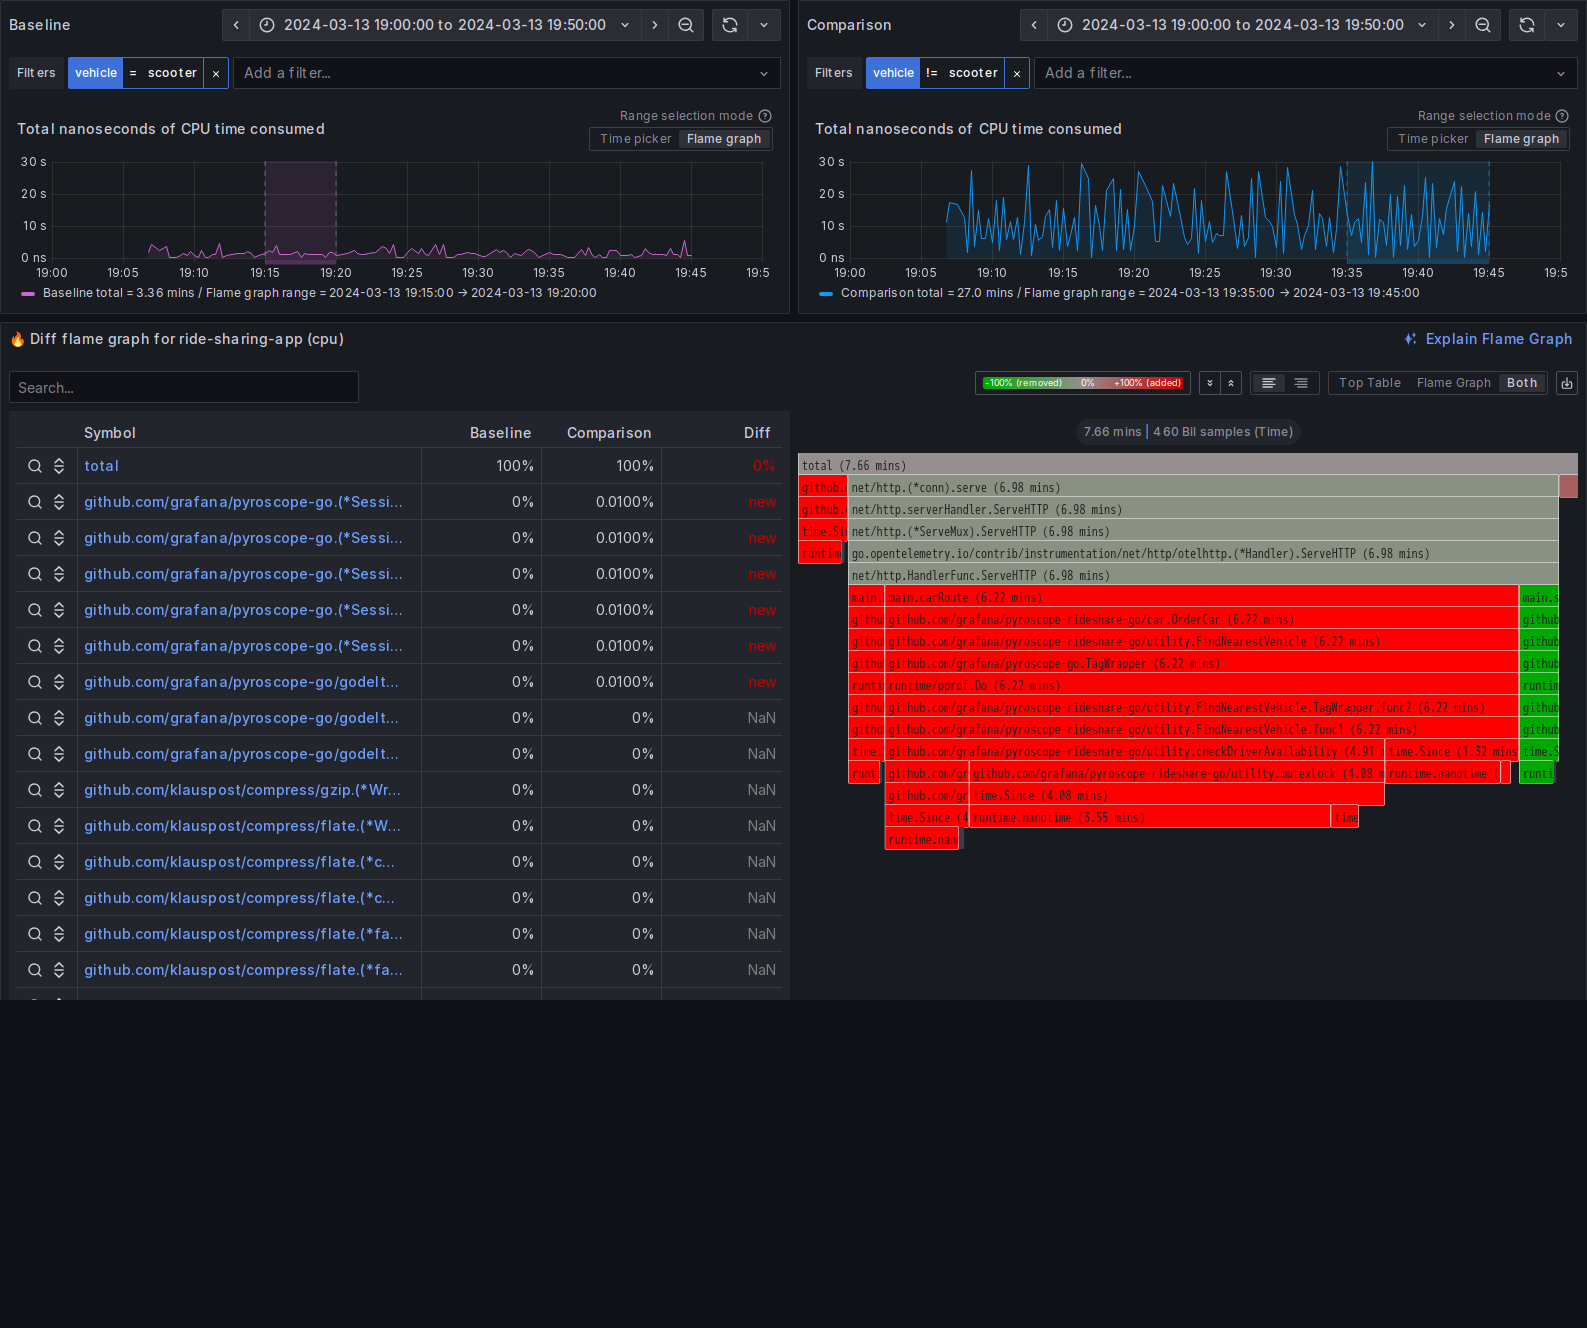 Baseline
2024-03-13 19:00:00 to 2024-03-13 19:50:00
Filters vehicle = scooter × Add a filter...
Range selection mode
Total nanoseconds of CPU time consumed
Time picker Flame graph
30 s
20 s
10 s
0 ns
19:00 19:05 19:10 19:15 19:20 19:25 19:30 19:35 19:40 19:45 19:5
Baseline total = 3.36 mins / Flame graph range = 2024-03-13 19:15:00 → 2024-03-13 19:20:00
Comparison
2024-03-13 19:00:00 to 2024-03-13 19:50:00
Filters vehicle != scooter × Add a filter...
Range selection mode
Total nanoseconds of CPU time consumed
Time picker Flame graph
30 s
20 s
10 s
0 ns
19:00 19:05 19:10 19:15 19:20 19:25 19:30 19:35 19:40 19:45 19:5
Comparison total = 27.0 mins / Flame graph range = 2024-03-13 19:35:00 → 2024-03-13 19:45:00
Diff flame graph for ride-sharing-app (cpu)
Explain Flame Graph
Search...
-100% (removed) 0% +100% (added)
Top Table Flame Graph Both
Symbol Baseline Comparison Diff
total 100% 100% 0%
github.com/grafana/pyroscope-go.(*Sessi... 0% 0.0100% new
github.com/grafana/pyroscope-go.(*Sessi... 0% 0.0100% new
github.com/grafana/pyroscope-go.(*Sessi... 0% 0.0100% new
github.com/grafana/pyroscope-go.(*Sessi... 0% 0.0100% new
github.com/grafana/pyroscope-go.(*Sessi... 0% 0.0100% new
github.com/grafana/pyroscope-go/godelt... 0% 0.0100% new
github.com/grafana/pyroscope-go/godelt... 0% 0% NaN
github.com/grafana/pyroscope-go/godelt... 0% 0% NaN
github.com/klauspost/compress/gzip.(*Wr... 0% 0% NaN
github.com/klauspost/compress/flate.(*W... 0% 0% NaN
github.com/klauspost/compress/flate.(*c... 0% 0% NaN
github.com/klauspost/compress/flate.(*c... 0% 0% NaN
github.com/klauspost/compress/flate.(*fa... 0% 0% NaN
github.com/klauspost/compress/flate.(*fa... 0% 0% NaN
7.66 mins | 460 Bil samples (Time)
total (7.66 mins)
github. net/http.(*conn).serve (6.98 mins)
github. net/http.serverHandler.ServeHTTP (6.98 mins)
time.Si net/http.(*ServeMux).ServeHTTP (6.98 mins)
runtime go.opentelemetry.io/contrib/instrumentation/net/http/otelhttp.(*Handler).ServeHTTP (6.98 mins)
net/http.HandlerFunc.ServeHTTP (6.98 mins)
main. main.carRoute (6.22 mins) main.s
githu github.com/grafana/pyroscope-rideshare-go/car.OrderCar (6.22 mins) github
githu github.com/grafana/pyroscope-rideshare-go/utility.FindNearestVehicle (6.22 mins) github
githu github.com/grafana/pyroscope-go.TagWrapper (6.22 mins) github
runti runtime/pprof.Do (6.22 mins) runtim
githu github.com/grafana/pyroscope-rideshare-go/utility.FindNearestVehicle.TagWrapper.func2 (6.22 mins) github
githu github.com/grafana/pyroscope-rideshare-go/utility.FindNearestVehicle.func1 (6.22 mins) github
time. github.com/grafana/pyroscope-rideshare-go/utility.checkDriverAvailability (4.91 m time.Since (1.32 mins time.S
runt github.com/gr github.com/grafana/pyroscope-rideshare-go/utility.mutexLock (4.08 m runtime.nanotime ( runti
github.com/gr time.Since (4.08 mins)
time.Since (4 runtime.nanotime (3.55 mins) time
runtime.nan